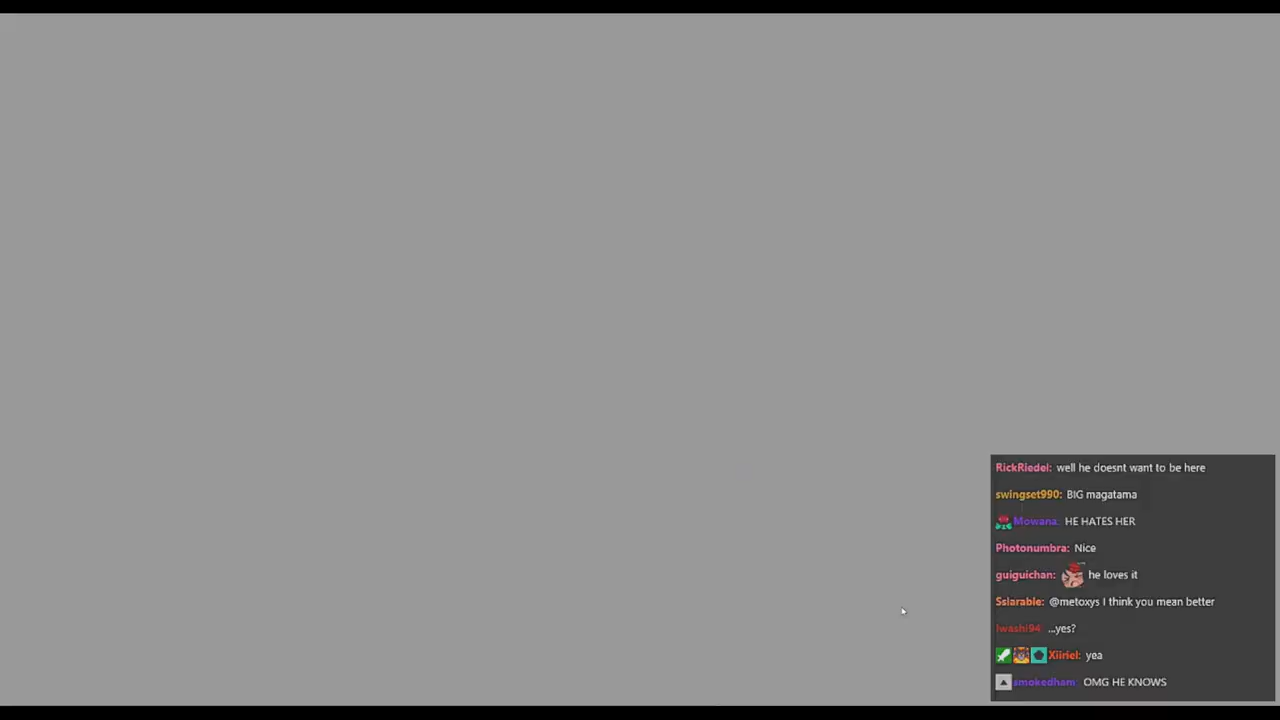 RickRiedel: well he doesnt want to be here
swingset990: BIG magatama
Mowana: HE HATES HER
Photonumbra: Nice
guiguichan: he loves it
Sslarable: @metoxys I think you mean better
Iwashi94: ...yes?
Xiiriel: yea
smokedham: OMG HE KNOWS